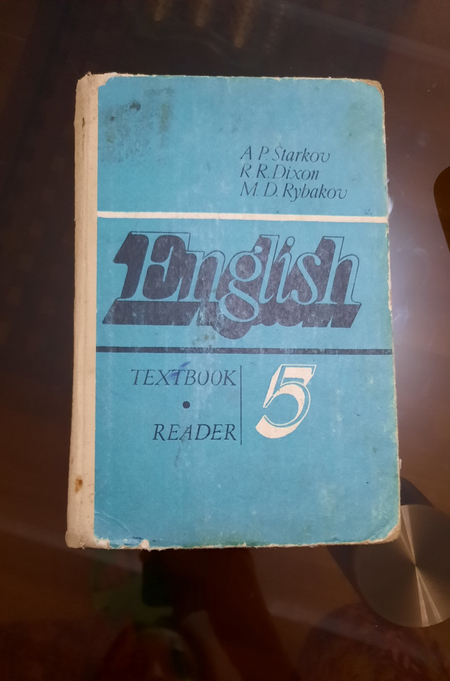 A.P. Starkov
R.R. Dixon
M.D. Rybakov
English
TEXTBOOK
•
READER
5